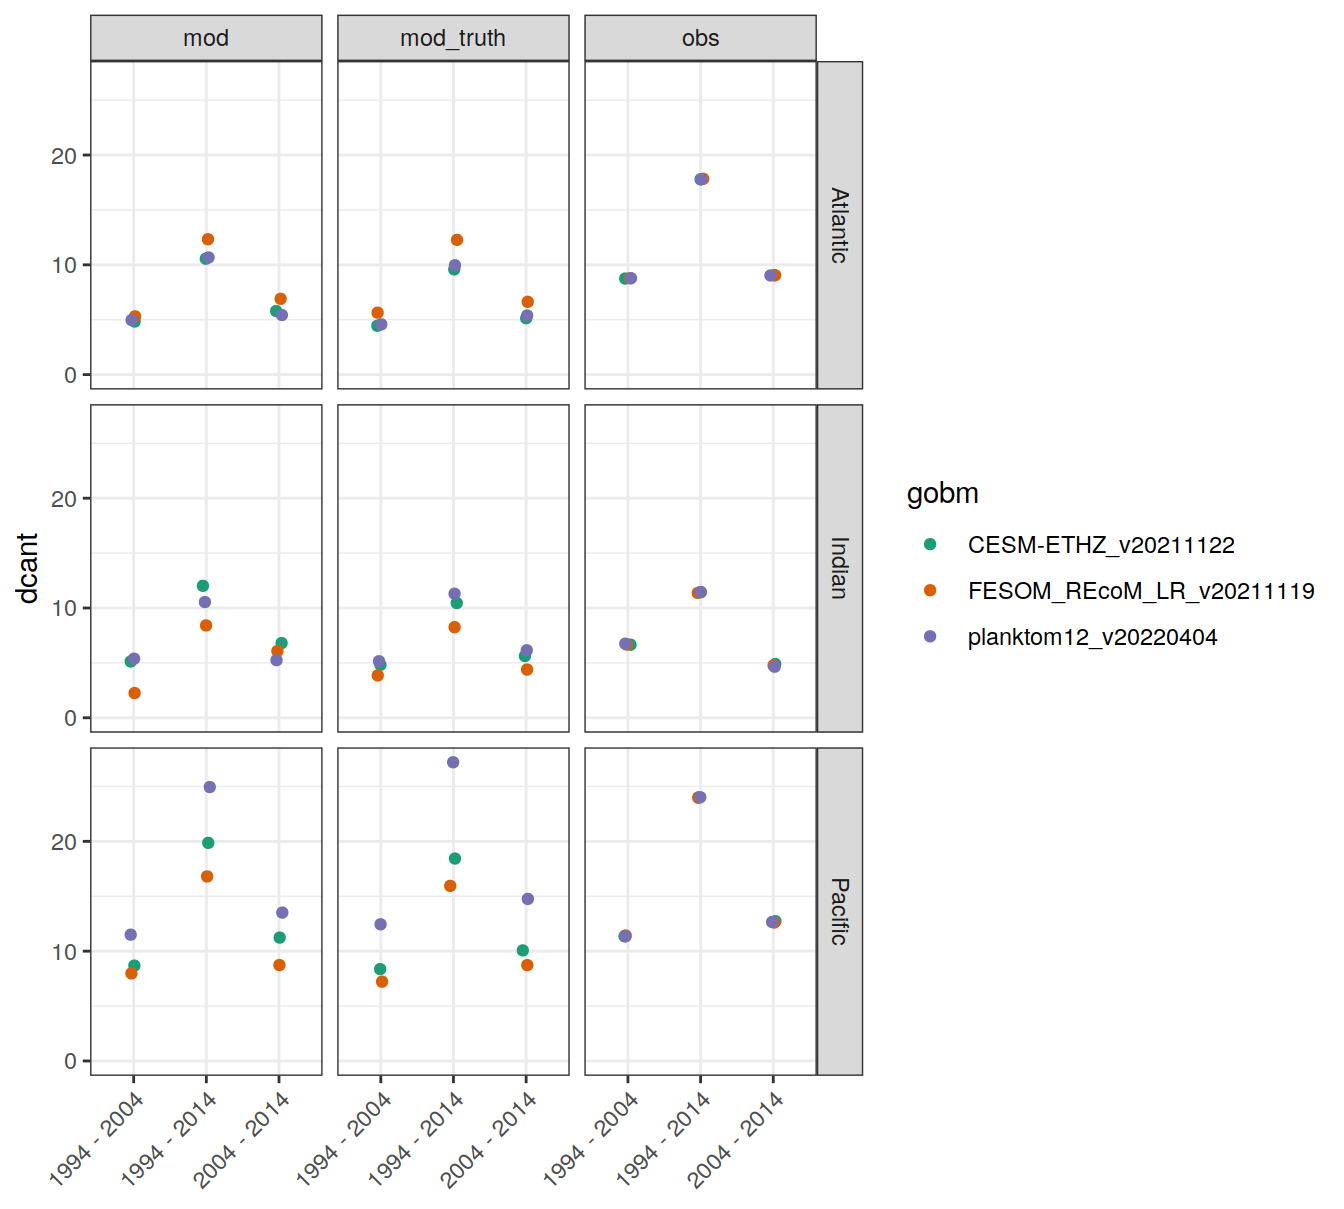 mod
mod_truth
obs
dcant
20
10
0
Atlantic
20
10
0
Indian
20
10
0
Pacific
1994 - 2004
1994 - 2014
2004 - 2014
1994 - 2004
1994 - 2014
2004 - 2014
1994 - 2004
1994 - 2014
2004 - 2014
gobm
CESM-ETHZ_v20211122
FESOM_REcoM_LR_v20211119
planktom12_v20220404